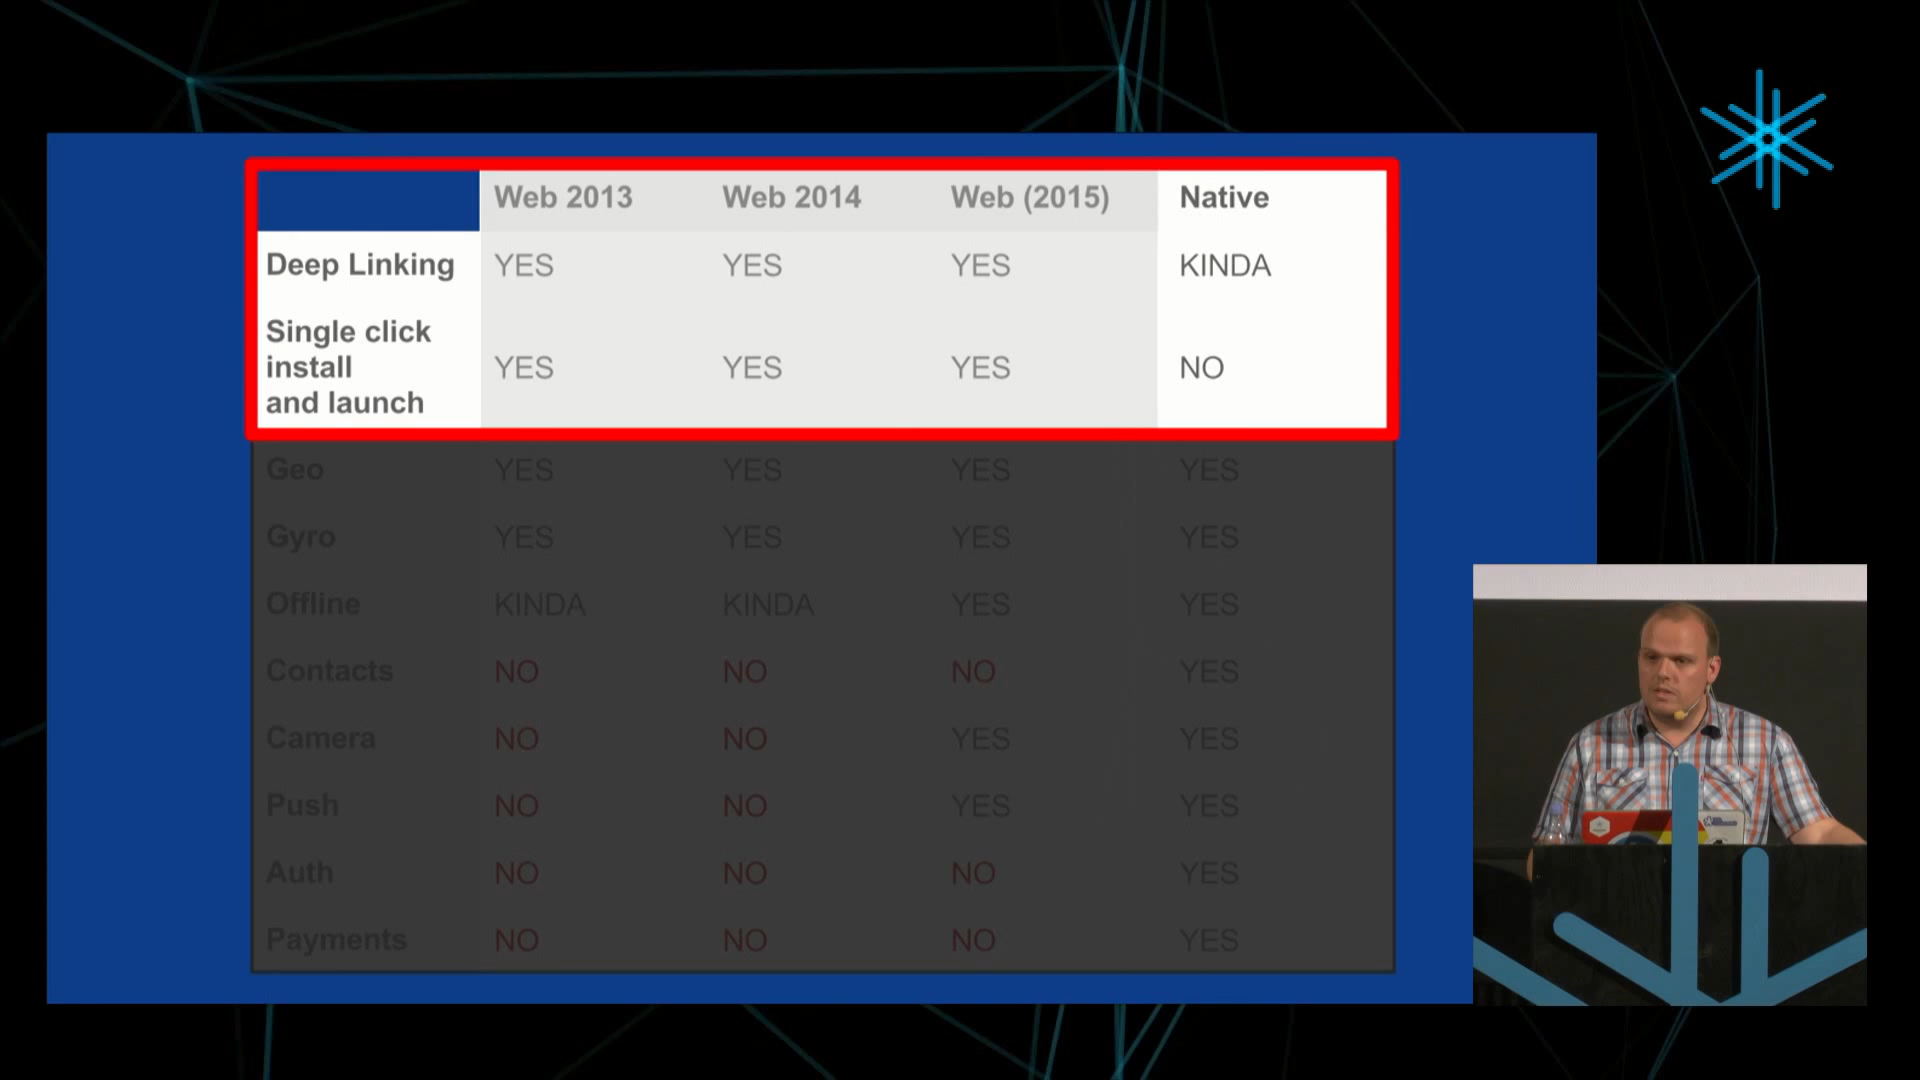 Web 2013 Web 2014 Web (2015) Native
Deep Linking YES YES YES KINDA
Single click
install YES YES YES NO
and launch
Geo YES YES YES YES
Gyro YES YES YES YES
Offline KINDA KINDA YES YES
Contacts NO NO NO YES
Camera NO NO YES YES
Push NO NO YES YES
Auth NO NO NO YES
Payments NO NO NO YES